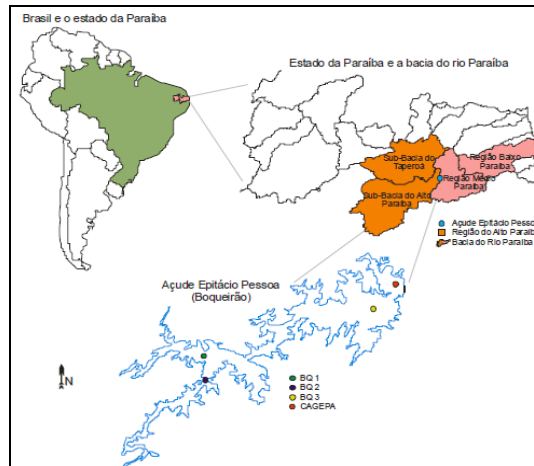 Brasil e o estado da Paraíba
Estado da Paraíba e a bacia do rio Paraíba
Sub-Bacia do
Taperoá
Região Baixo
Paraíba
Região Médio
Paraíba
Sub-Bacia do Alto
Paraíba
Açude Epitácio Pesso
Região do Alto Paraíba
Bacia do Rio Paraíba
Açude Epitácio Pessoa
(Boqueirão)
N
BQ 1
BQ 2
BQ 3
CAGEPA